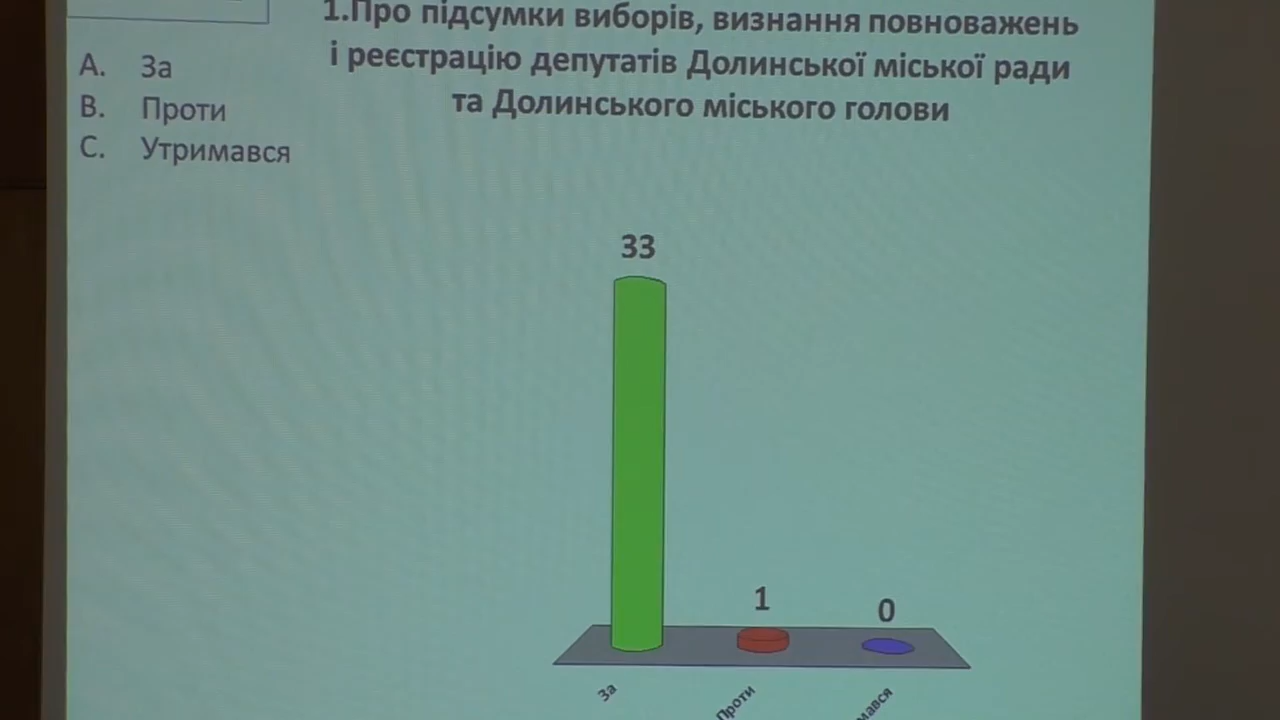 1.Про підсумки виборів, визнання повноважень
і реєстрацію депутатів Долинської міської ради
та Долинського міського голови
A. За
B. Проти
C. Утримався
33
1
0
За
Проти